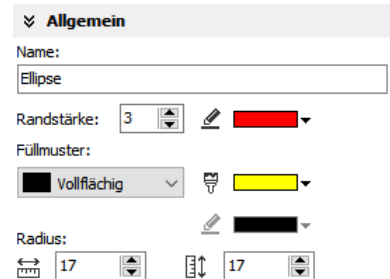 Allgemein
Name:
Ellipse
Randstärke: 3
Füllmuster:
Vollflächig
Radius:
17 17